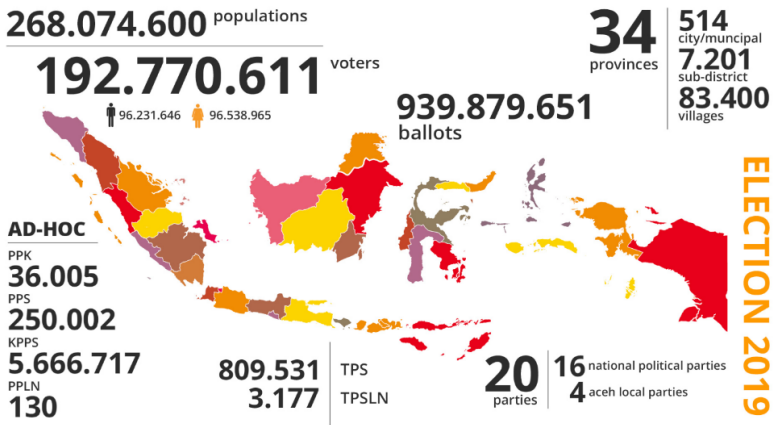 268.074.600 populations
192.770.611 voters
96.231.646 96.538.965
939.879.651
ballots
34
provinces
514
city/muncipal
7.201
sub-district
83.400
villages
ELECTION 2019
AD-HOC
PPK
36.005
PPS
250.002
KPPS
5.666.717
PPLN
130
809.531 TPS
3.177 TPSLN
20
parties
16 national political parties
4 aceh local parties